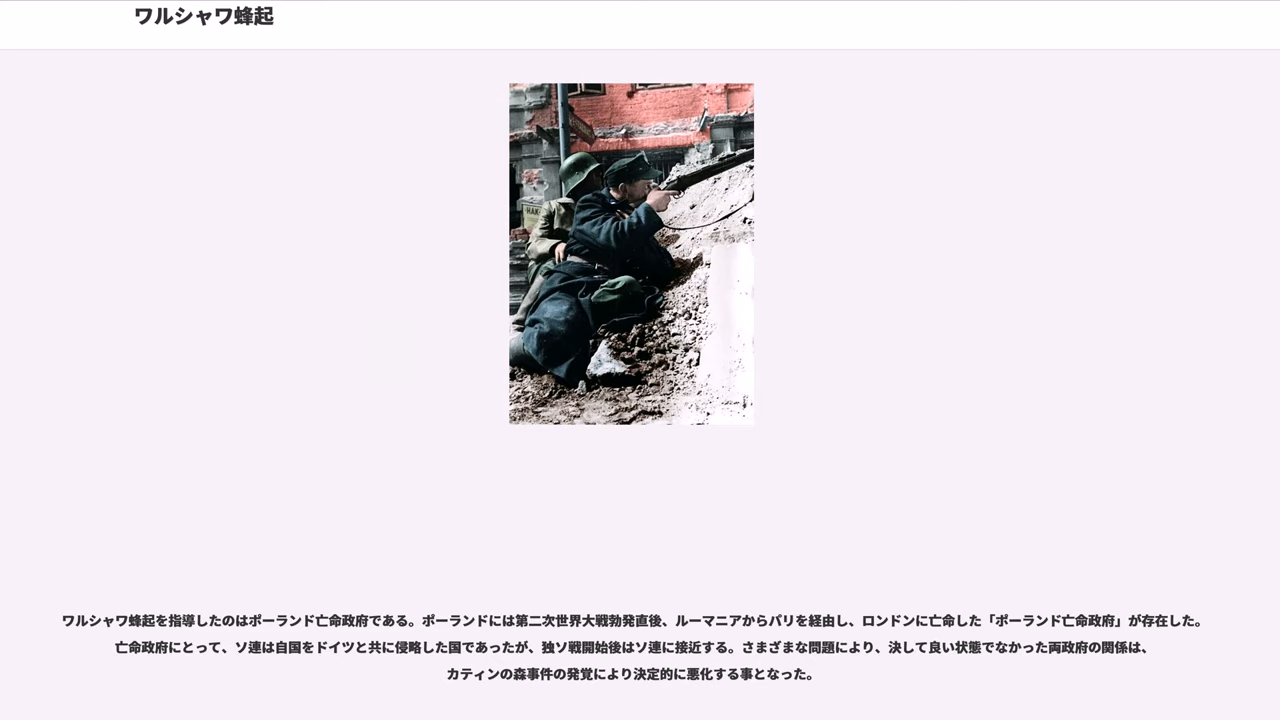 ワルシャワ蜂起
HAK
ワルシャワ蜂起を指導したのはポーランド亡命政府である。ポーランドには第二次世界大戦勃発直後、ルーマニアからパリを経由し、ロンドンに亡命した「ポーランド亡命政府」が存在した。
亡命政府にとって、ソ連は自国をドイツと共に侵略した国であったが、独ソ戦開始後はソ連に接近する。さまざまな問題により、決して良い状態でなかった両政府の関係は、
カティンの森事件の発覚により決定的に悪化する事となった。